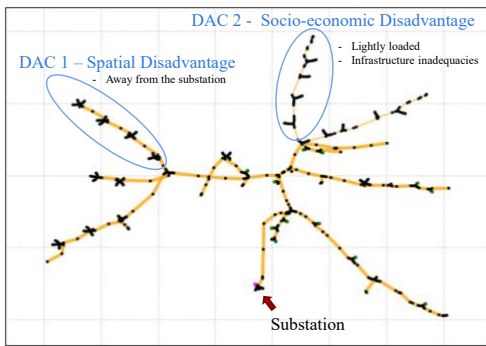 DAC 2 - Socio-economic Disadvantage
- Lightly loaded
- Infrastructure inadequacies
DAC 1 – Spatial Disadvantage
- Away from the substation
Substation